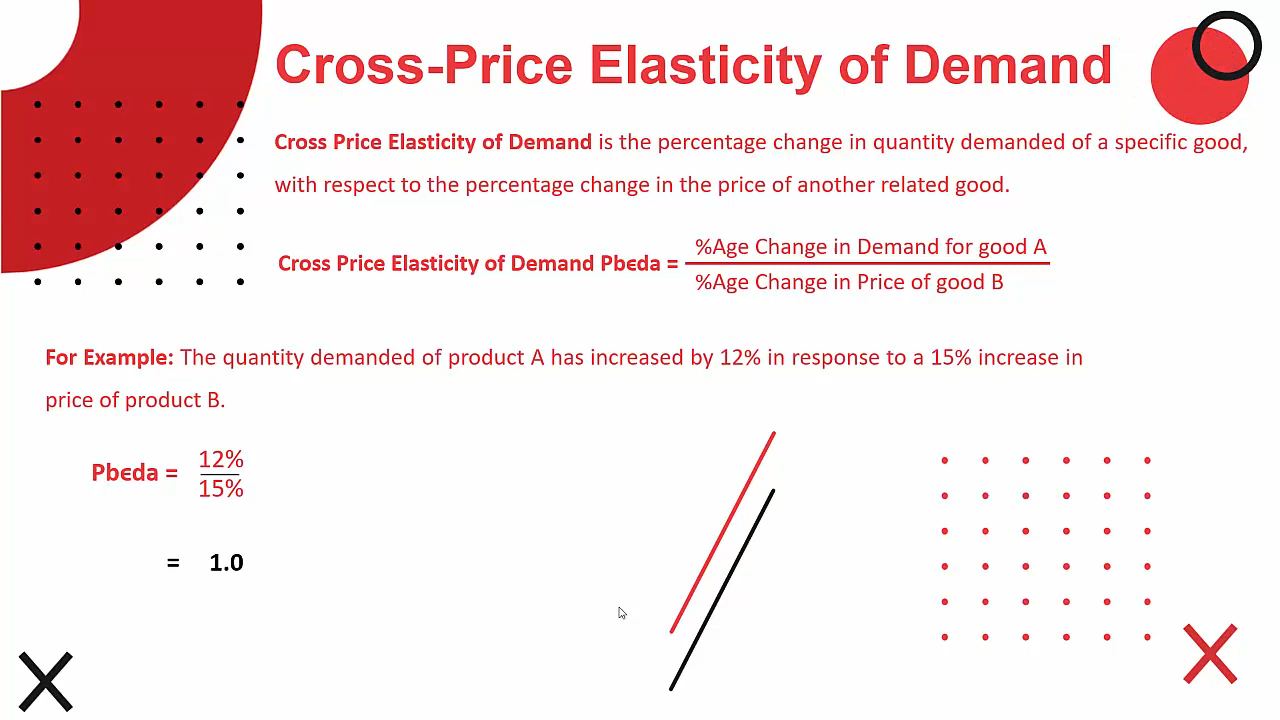 Cross-Price Elasticity of Demand
Cross Price Elasticity of Demand is the percentage change in quantity demanded of a specific good,
with respect to the percentage change in the price of another related good.
Cross Price Elasticity of Demand Pbϵda =
%Age Change in Demand for good A
%Age Change in Price of good B
For Example: The quantity demanded of product A has increased by 12% in response to a 15% increase in
price of product B.
Pbϵda =
12%
15%
= 1.0